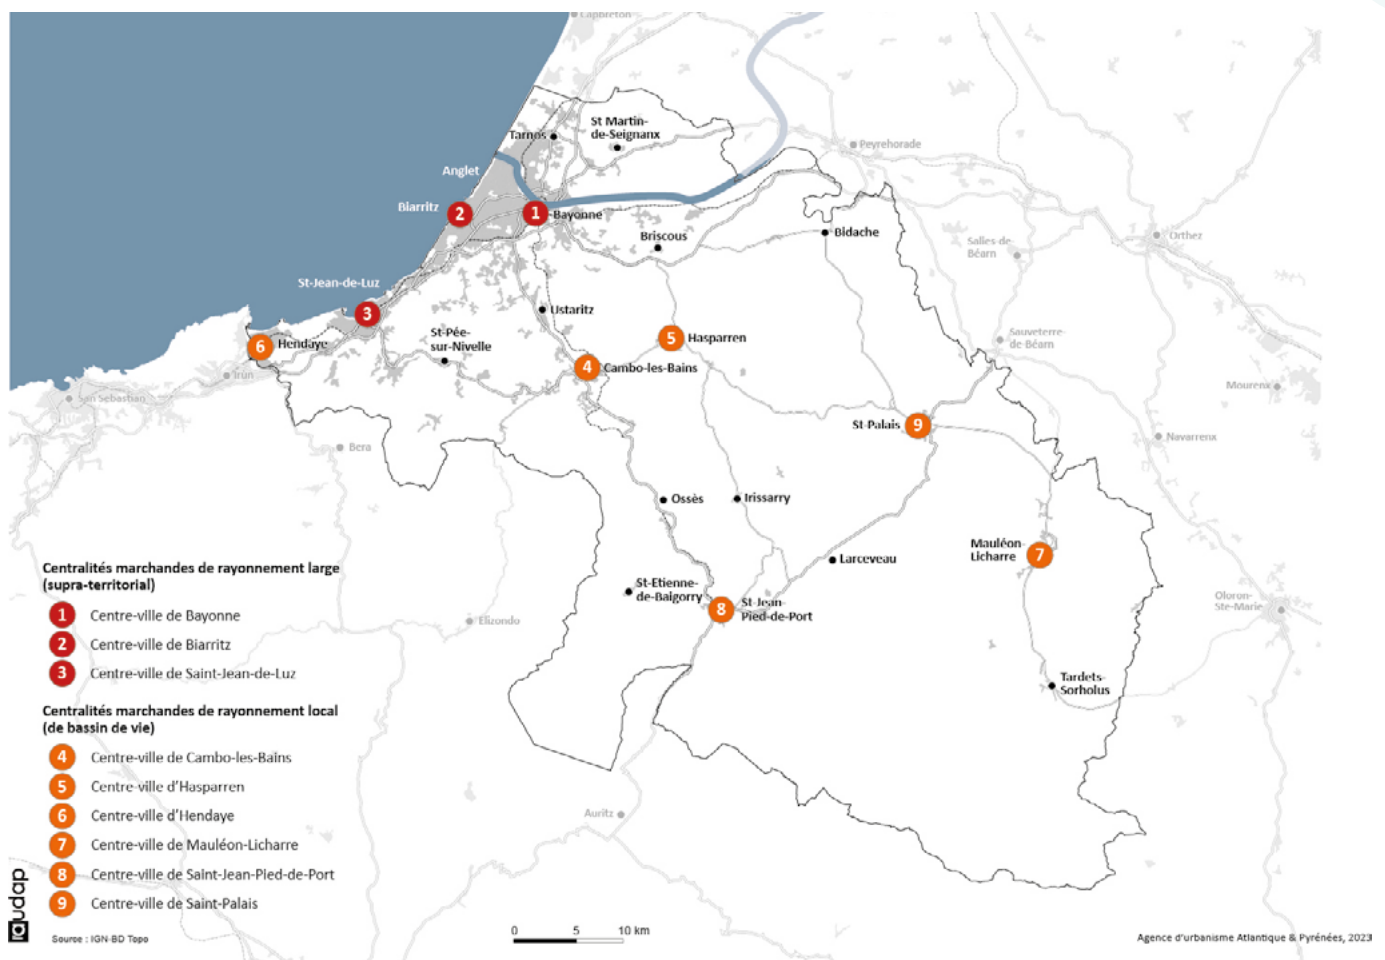 Capbreton
Tarnos
St Martin-
de-Seignanx
Peyrehorade
Anglet
Biarritz
2
1
Bayonne
Briscous
Bidache
Orthez
Salles-de-
Béarn
St-Jean-de-Luz
3
Ustaritz
St-Pée-
sur-Nivelle
5
Hasparren
Sauveterre-
de-Béarn
6
Hendaye
Irun
4
Cambo-les-Bains
Mourenx
San Sebastian
St-Palais
9
Navarrenx
Bera
Ossès
Irissarry
Mauléon-
Licharre
7
Larceveau
St-Etienne-
de-Baigorry
8
St-Jean-
Pied-de-Port
Oloron-
Ste-Marie
Elizondo
Tardets-
Sorholus
Auritz
Centralités marchandes de rayonnement large
(supra-territorial)
1 Centre-ville de Bayonne
2 Centre-ville de Biarritz
3 Centre-ville de Saint-Jean-de-Luz
Centralités marchandes de rayonnement local
(de bassin de vie)
4 Centre-ville de Cambo-les-Bains
5 Centre-ville d'Hasparren
6 Centre-ville d'Hendaye
7 Centre-ville de Mauléon-Licharre
8 Centre-ville de Saint-Jean-Pied-de-Port
9 Centre-ville de Saint-Palais
audap
Source : IGN-BD Topo
0 5 10 km
Agence d'urbanisme Atlantique & Pyrénées, 2023